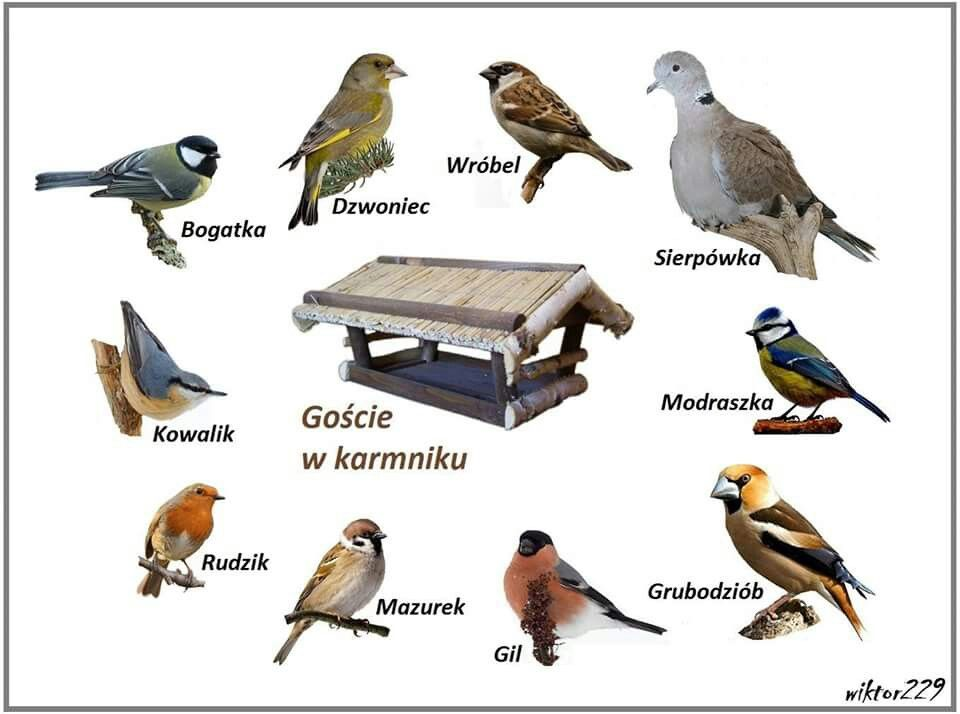 Wróbel
Dzwoniec
Bogatka
Sierpówka
Modraszka
Goście
w karmniku
Kowalik
Rudzik
Mazurek
Grubodziób
Gil
wiktor229